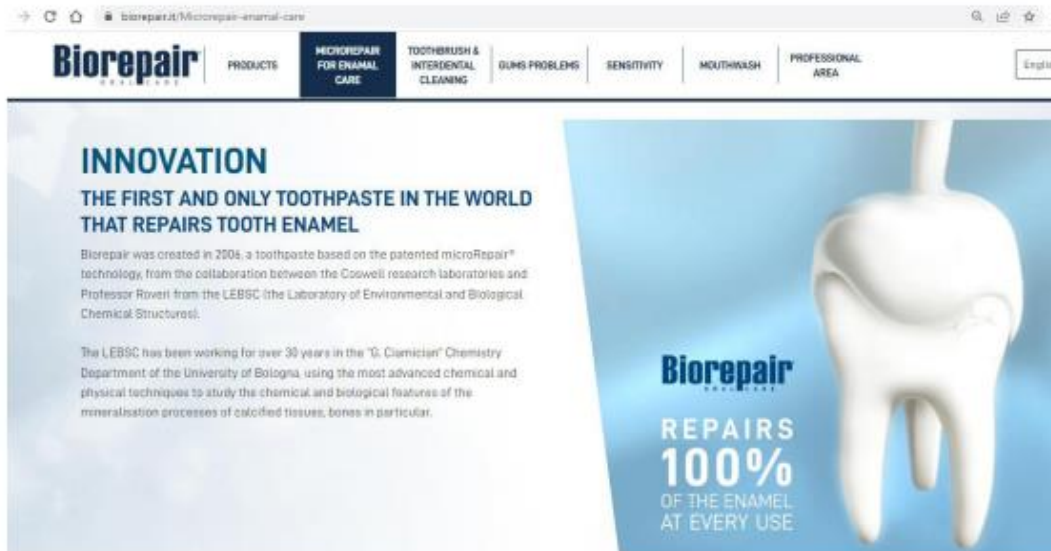 biorepair.it/Microrepair-enamal-care
Biorepair
ORAL CARE
PRODUCTS
MICROREPAIR
FOR ENAMAL
CARE
TOOTHBRUSH &
INTERDENTAL
CLEANING
GUMS PROBLEMS
SENSITIVITY
MOUTHWASH
PROFESSIONAL
AREA
Englis
INNOVATION
THE FIRST AND ONLY TOOTHPASTE IN THE WORLD
THAT REPAIRS TOOTH ENAMEL
Biorepair was created in 2006, a toothpaste based on the patented microRepair®
technology, from the collaboration between the Coswell research laboratories and
Professor Roveri from the LEBSC (the Laboratory of Environmental and Biological
Chemical Structures).
The LEBSC has been working for over 30 years in the "G. Ciamician" Chemistry
Department of the University of Bologna, using the most advanced chemical and
physical techniques to study the chemical and biological features of the
mineralisation processes of calcified tissues, bones in particular.
Biorepair
ORAL CARE
REPAIRS
100%
OF THE ENAMEL
AT EVERY USE